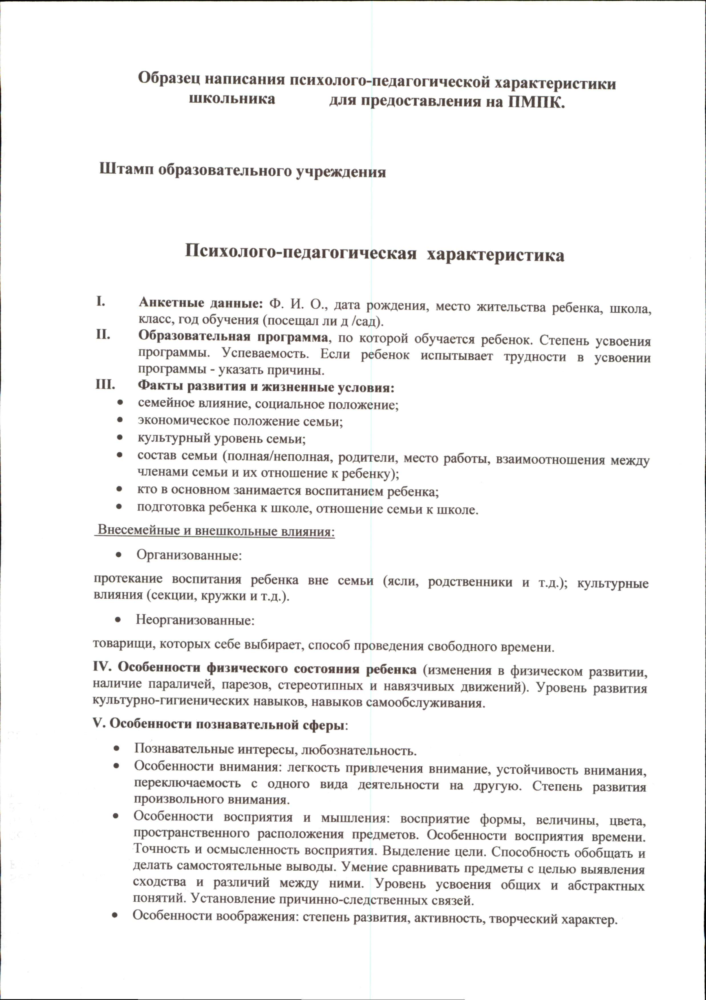 Образец написания психолого-педагогической характеристики
школьника для предоставления на ПМПК.
Штамп образовательного учреждения
Психолого-педагогическая характеристика
I. Анкетные данные: Ф. И. О., дата рождения, место жительства ребенка, школа,
класс, год обучения (посещал ли д /сад).
II. Образовательная программа, по которой обучается ребенок. Степень усвоения
программы. Успеваемость. Если ребенок испытывает трудности в усвоении
программы - указать причины.
III. Факты развития и жизненные условия:
• семейное влияние, социальное положение;
• экономическое положение семьи;
• культурный уровень семьи;
• состав семьи (полная/неполная, родители, место работы, взаимоотношения между
членами семьи и их отношение к ребенку);
• кто в основном занимается воспитанием ребенка;
• подготовка ребенка к школе, отношение семьи к школе.
Внесемейные и внешкольные влияния:
• Организованные:
протекание воспитания ребенка вне семьи (ясли, родственники и т.д.); культурные
влияния (секции, кружки и т.д.).
• Неорганизованные:
товарищи, которых себе выбирает, способ проведения свободного времени.
IV. Особенности физического состояния ребенка (изменения в физическом развитии,
наличие параличей, парезов, стереотипных и навязчивых движений). Уровень развития
культурно-гигиенических навыков, навыков самообслуживания.
V. Особенности познавательной сферы:
• Познавательные интересы, любознательность.
• Особенности внимания: легкость привлечения внимание, устойчивость внимания,
переключаемость с одного вида деятельности на другую. Степень развития
произвольного внимания.
• Особенности восприятия и мышления: восприятие формы, величины, цвета,
пространственного расположения предметов. Особенности восприятия времени.
Точность и осмысленность восприятия. Выделение цели. Способность обобщать и
делать самостоятельные выводы. Умение сравнивать предметы с целью выявления
сходства и различий между ними. Уровень усвоения общих и абстрактных
понятий. Установление причинно-следственных связей.
• Особенности воображения: степень развития, активность, творческий характер.